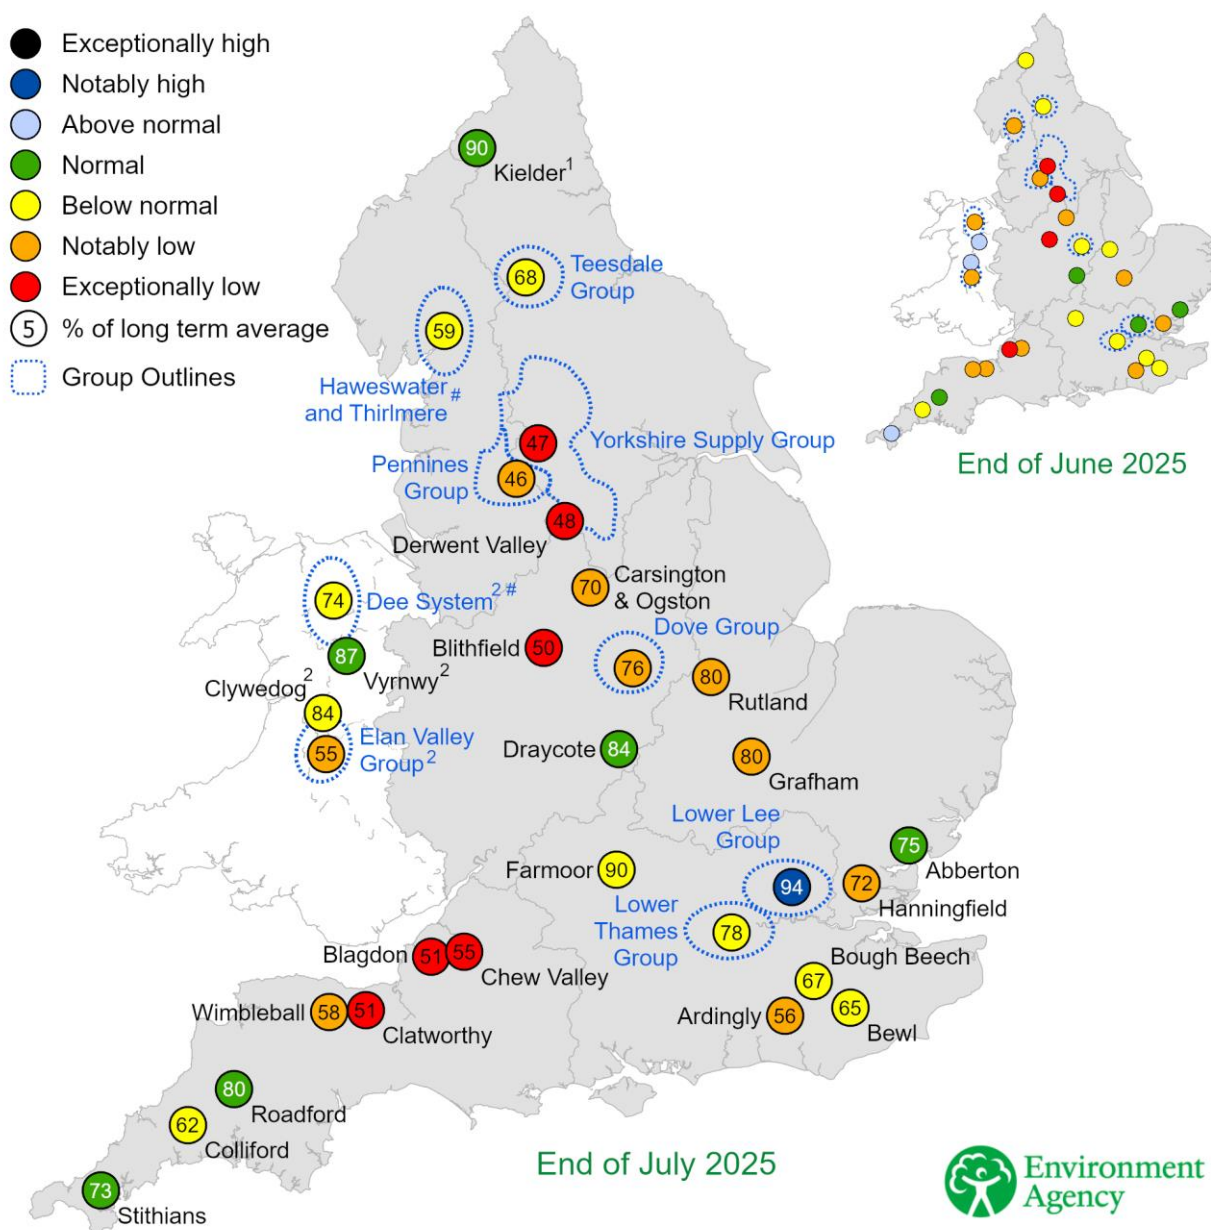 Exceptionally high
Notably high
Above normal
Normal
Below normal
Notably low
Exceptionally low
5 % of long term average
Group Outlines
End of June 2025
90
Kielder1
68
Teesdale
Group
59
Haweswater
and Thirlmere #
47
Yorkshire Supply Group
Pennines
Group
46
48
Derwent Valley
70
Carsington
& Ogston
74
Dee System2 #
Dove Group
76
Blithfield
50
87
Vyrnwy2
80
Rutland
Clywedog2
84
55
Elan Valley
Group2
Draycote
84
80
Grafham
Lower Lee
Group
94
75
Abberton
Farmoor
90
72
Hanningfield
Lower
Thames
Group
78
Blagdon
51
55
Chew Valley
Bough Beech
67
65
Bewl
Ardingly
56
Wimbleball
58
51
Clatworthy
80
Roadford
62
Colliford
73
Stithians
End of July 2025
Environment
Agency